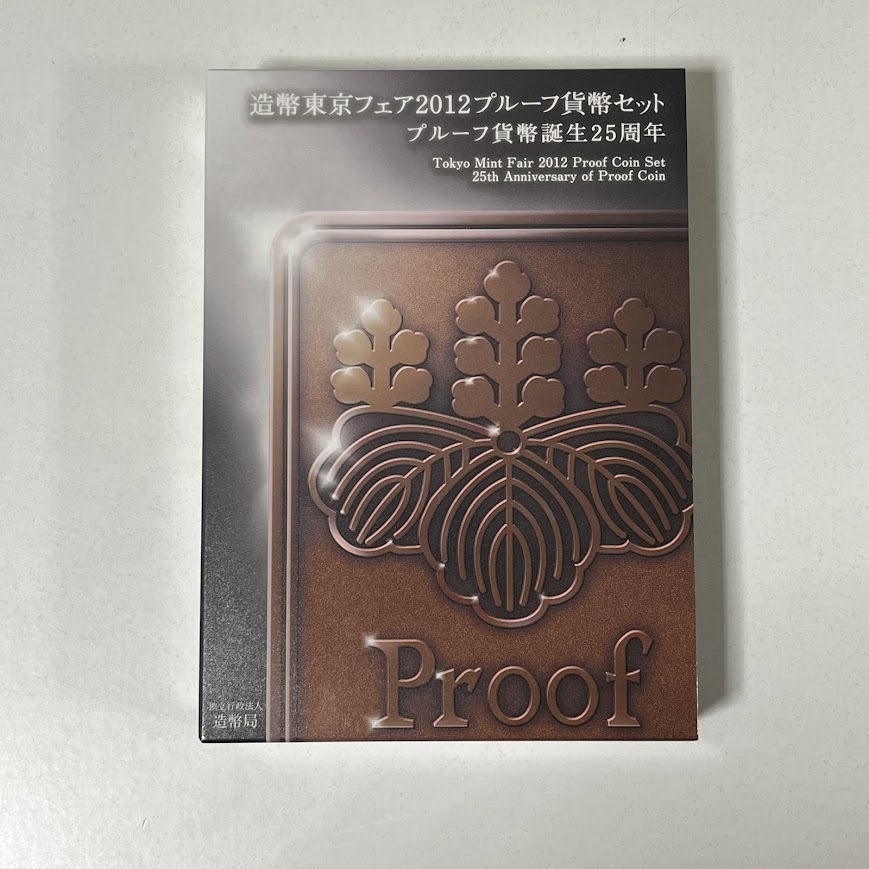 造幣東京フェア2012プルーフ貨幣セット
プルーフ貨幣誕生25周年
Tokyo Mint Fair 2012 Proof Coin Set
25th Anniversary of Proof Coin
Proof
独立行政法人
造幣局